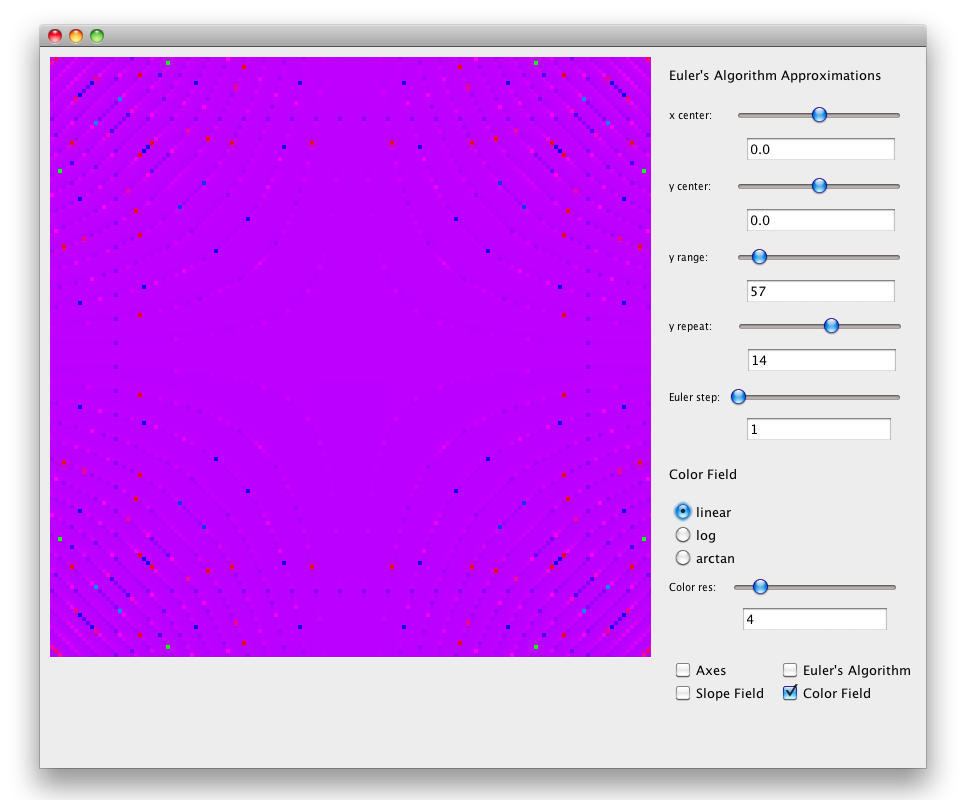 Euler's Algorithm Approximations
x center:
0.0
y center:
0.0
y range:
57
y repeat:
14
Euler step:
1
Color Field
linear
log
arctan
Color res:
4
Axes Euler's Algorithm
Slope Field Color Field